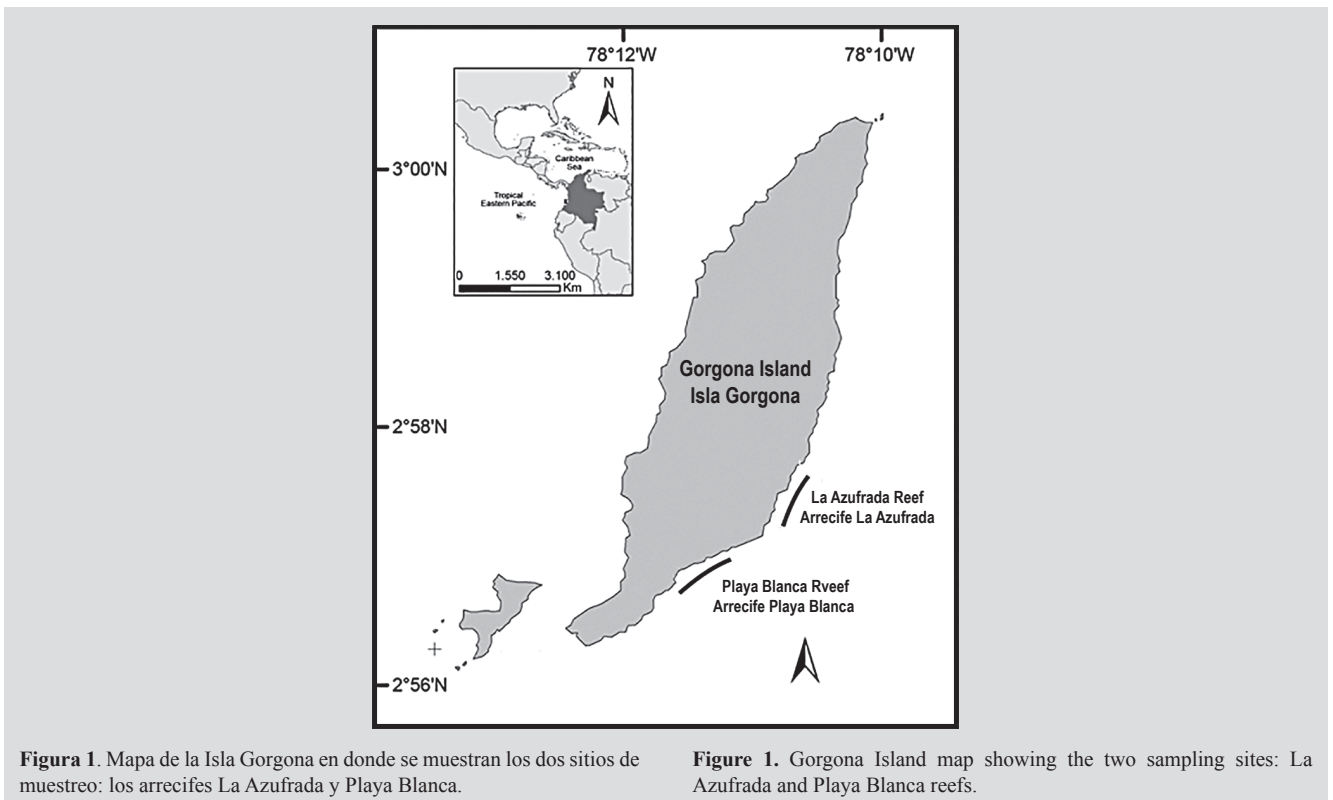 78°12'W
78°10'W
N
Caribbean
Sea
Tropical
Eastern Pacific
0 1.550 3.100
Km
3°00'N
Gorgona Island
Isla Gorgona
2°58'N
La Azufrada Reef
Arrecife La Azufrada
Playa Blanca Rveef
Arrecife Playa Blanca
2°56'N
Figura 1. Mapa de la Isla Gorgona en donde se muestran los dos sitios de
muestreo: los arrecifes La Azufrada y Playa Blanca.
Figure 1. Gorgona Island map showing the two sampling sites: La
Azufrada and Playa Blanca reefs.